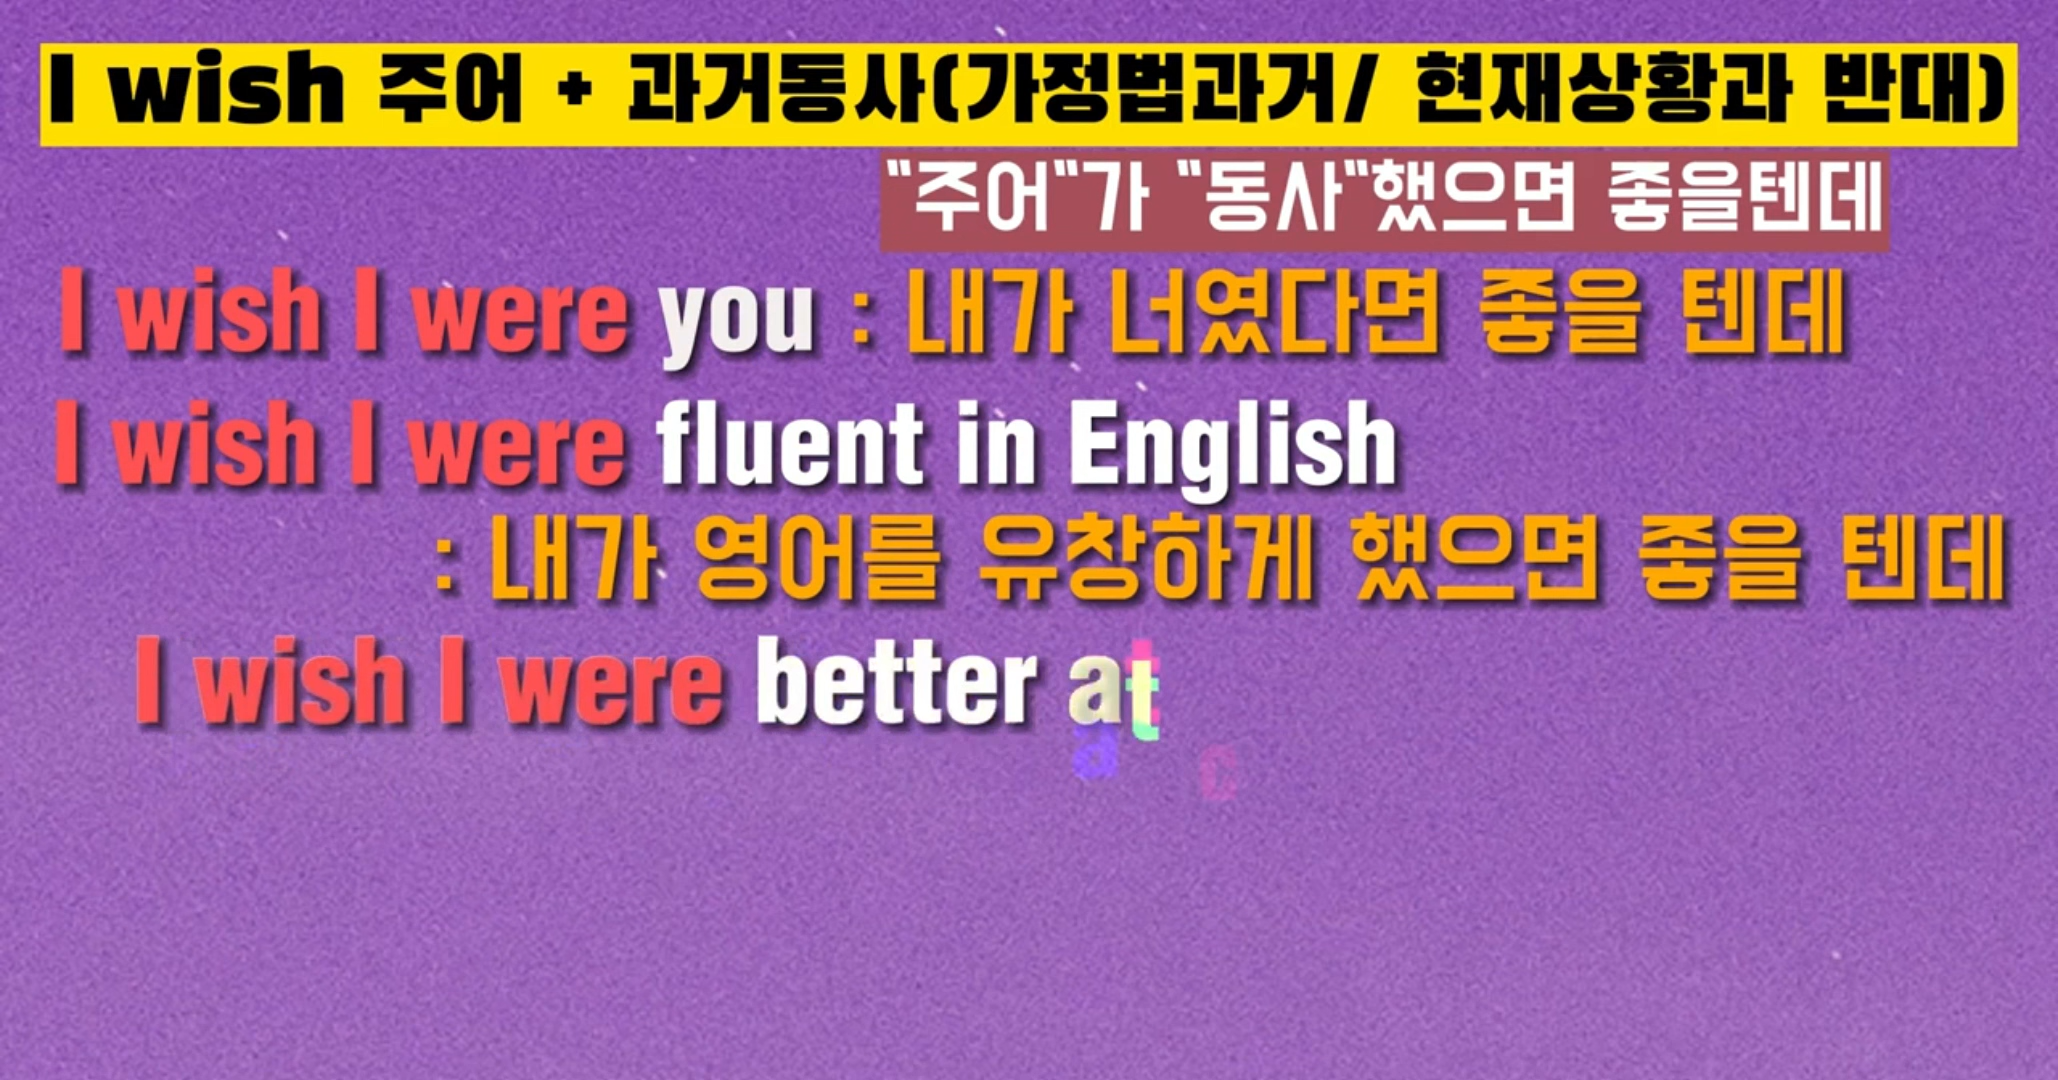 I wish 주어 + 과거동사(가정법과거/ 현재상황과 반대)
"주어"가 "동사"했으면 좋을텐데
I wish I were you : 내가 너였다면 좋을 텐데
I wish I were fluent in English
: 내가 영어를 유창하게 했으면 좋을 텐데
I wish I were better at